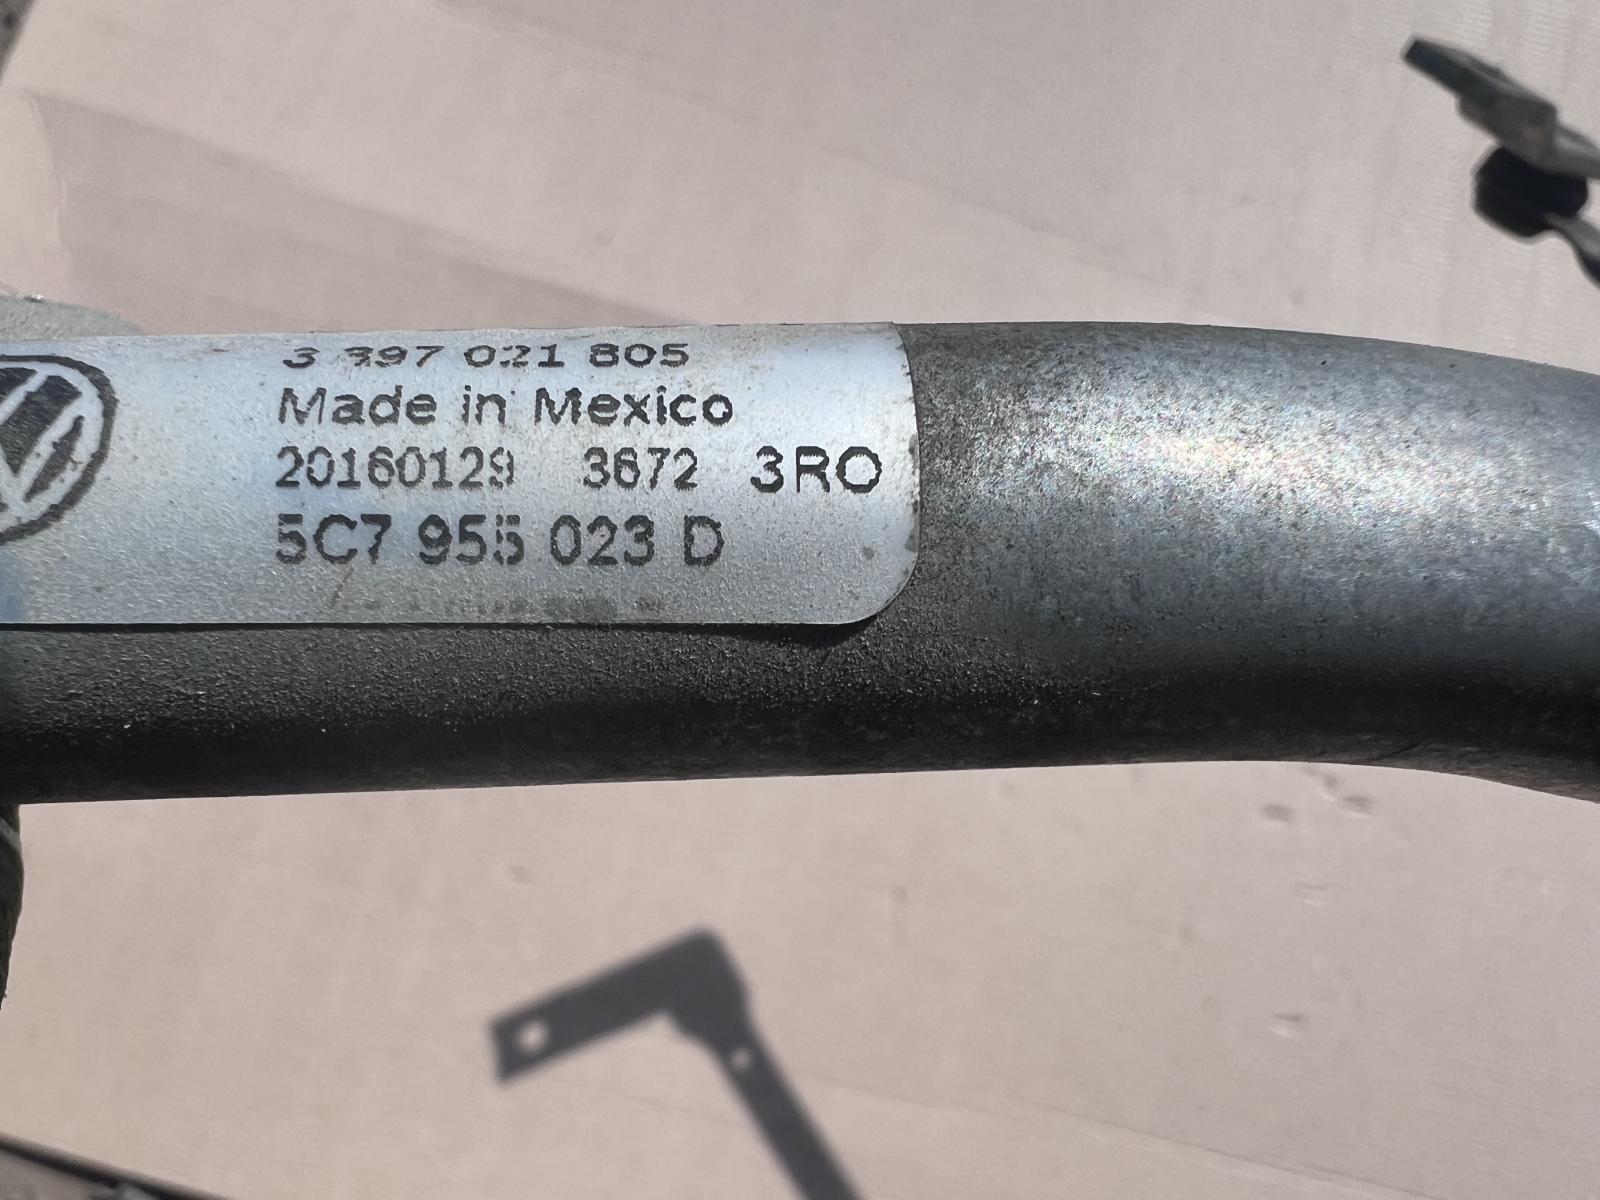 3 397 021 805
Made in Mexico
20160129 3672 3RO
5C7 955 023 D